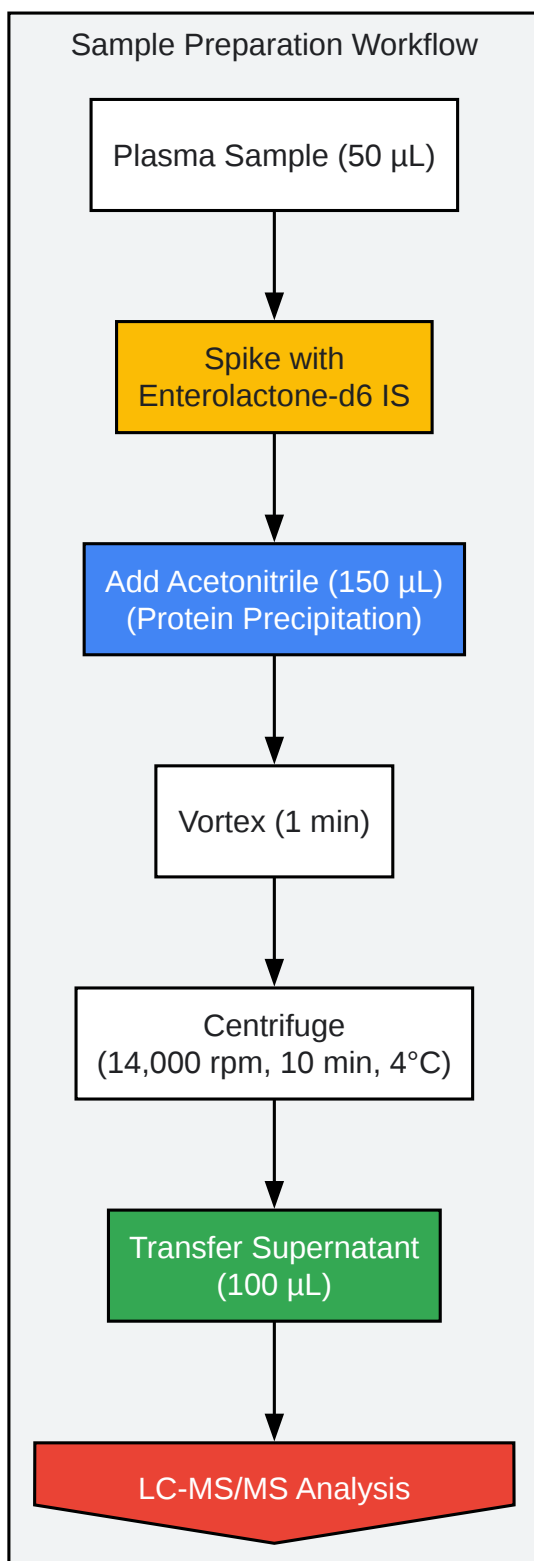 Sample Preparation Workflow
Plasma Sample (50 µL)
Spike with
Enterolactone-d6 IS
Add Acetonitrile (150 µL)
(Protein Precipitation)
Vortex (1 min)
Centrifuge
(14,000 rpm, 10 min, 4°C)
Transfer Supernatant
(100 µL)
LC-MS/MS Analysis